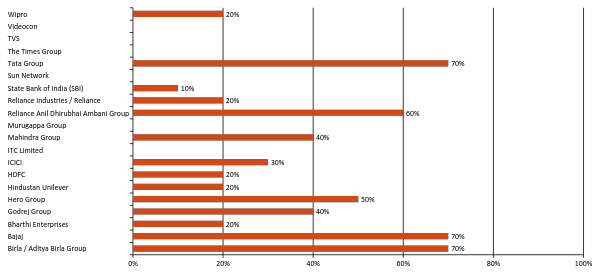 Wipro 20%
Videocon
TVS
The Times Group
Tata Group 70%
Sun Network
State Bank of India (SBI) 10%
Reliance Industries / Reliance 20%
Reliance Anil Dhirubhai Ambani Group 60%
Murugappa Group
Mahindra Group 40%
ITC Limited
ICICI 30%
HDFC 20%
Hindustan Unilever 20%
Hero Group 50%
Godrej Group 40%
Bharthi Enterprises 20%
Bajaj 70%
Birla / Aditya Birla Group 70%
0% 20% 40% 60% 80% 100%